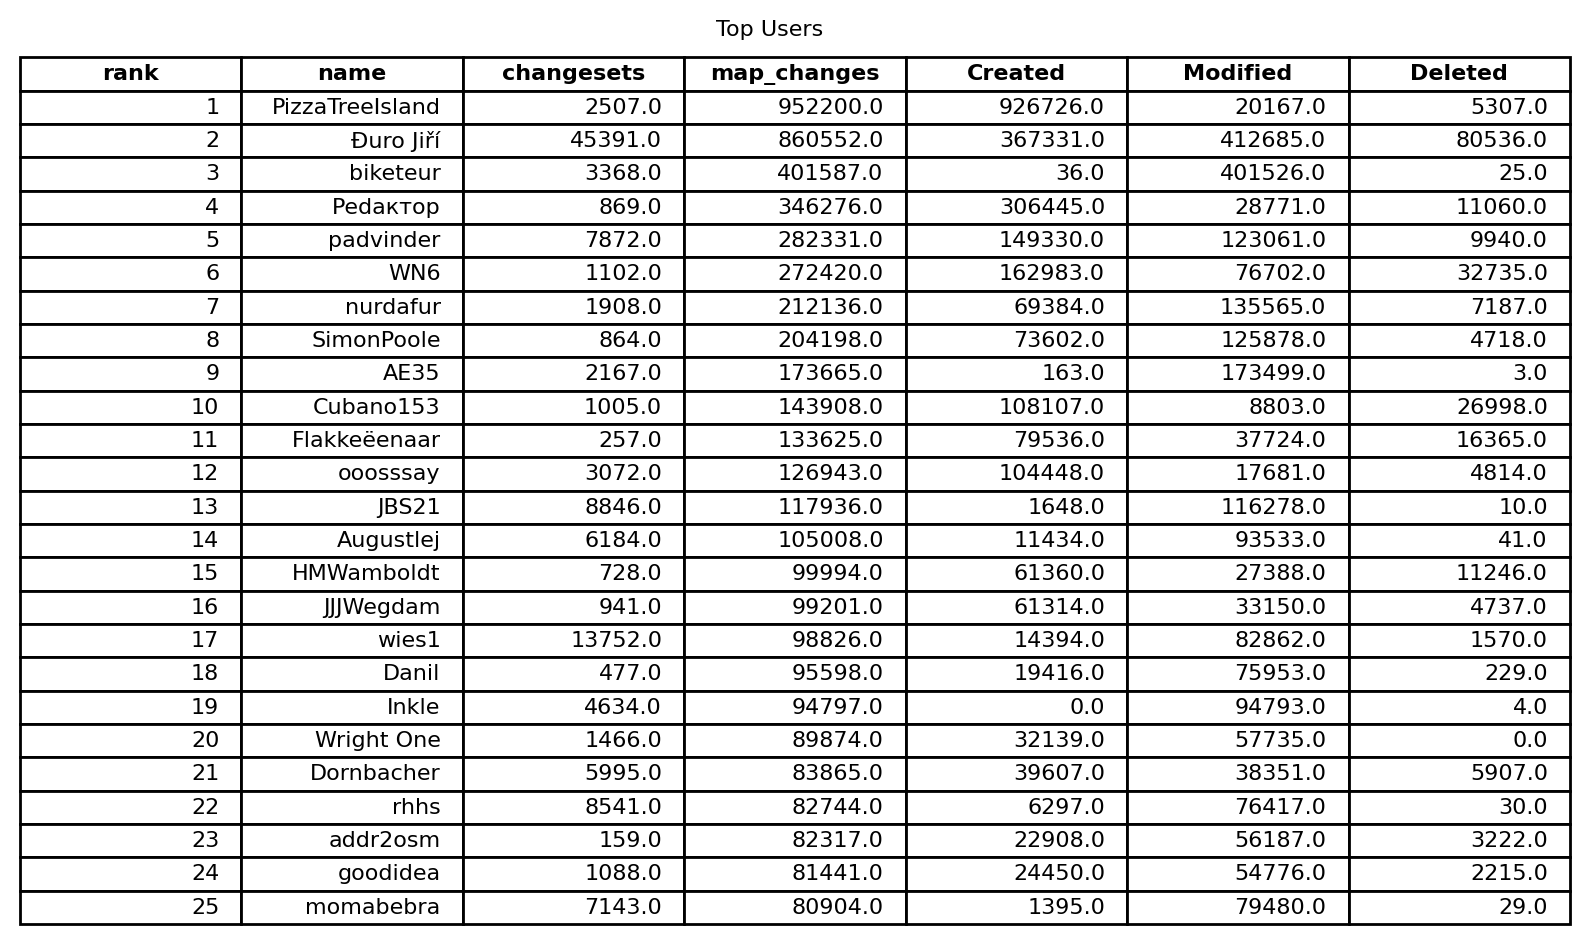 Top Users
rank name changesets map_changes Created Modified Deleted
1 PizzaTreeIsland 2507.0 952200.0 926726.0 20167.0 5307.0
2 Đuro Jiří 45391.0 860552.0 367331.0 412685.0 80536.0
3 biketeur 3368.0 401587.0 36.0 401526.0 25.0
4 Peдaктop 869.0 346276.0 306445.0 28771.0 11060.0
5 padvinder 7872.0 282331.0 149330.0 123061.0 9940.0
6 WN6 1102.0 272420.0 162983.0 76702.0 32735.0
7 nurdafur 1908.0 212136.0 69384.0 135565.0 7187.0
8 SimonPoole 864.0 204198.0 73602.0 125878.0 4718.0
9 AE35 2167.0 173665.0 163.0 173499.0 3.0
10 Cubano153 1005.0 143908.0 108107.0 8803.0 26998.0
11 Flakkeëenaar 257.0 133625.0 79536.0 37724.0 16365.0
12 ooosssay 3072.0 126943.0 104448.0 17681.0 4814.0
13 JBS21 8846.0 117936.0 1648.0 116278.0 10.0
14 Augustlej 6184.0 105008.0 11434.0 93533.0 41.0
15 HMWamboldt 728.0 99994.0 61360.0 27388.0 11246.0
16 JJJWegdam 941.0 99201.0 61314.0 33150.0 4737.0
17 wies1 13752.0 98826.0 14394.0 82862.0 1570.0
18 Danil 477.0 95598.0 19416.0 75953.0 229.0
19 Inkle 4634.0 94797.0 0.0 94793.0 4.0
20 Wright One 1466.0 89874.0 32139.0 57735.0 0.0
21 Dornbacher 5995.0 83865.0 39607.0 38351.0 5907.0
22 rhhs 8541.0 82744.0 6297.0 76417.0 30.0
23 addr2osm 159.0 82317.0 22908.0 56187.0 3222.0
24 goodidea 1088.0 81441.0 24450.0 54776.0 2215.0
25 momabebra 7143.0 80904.0 1395.0 79480.0 29.0